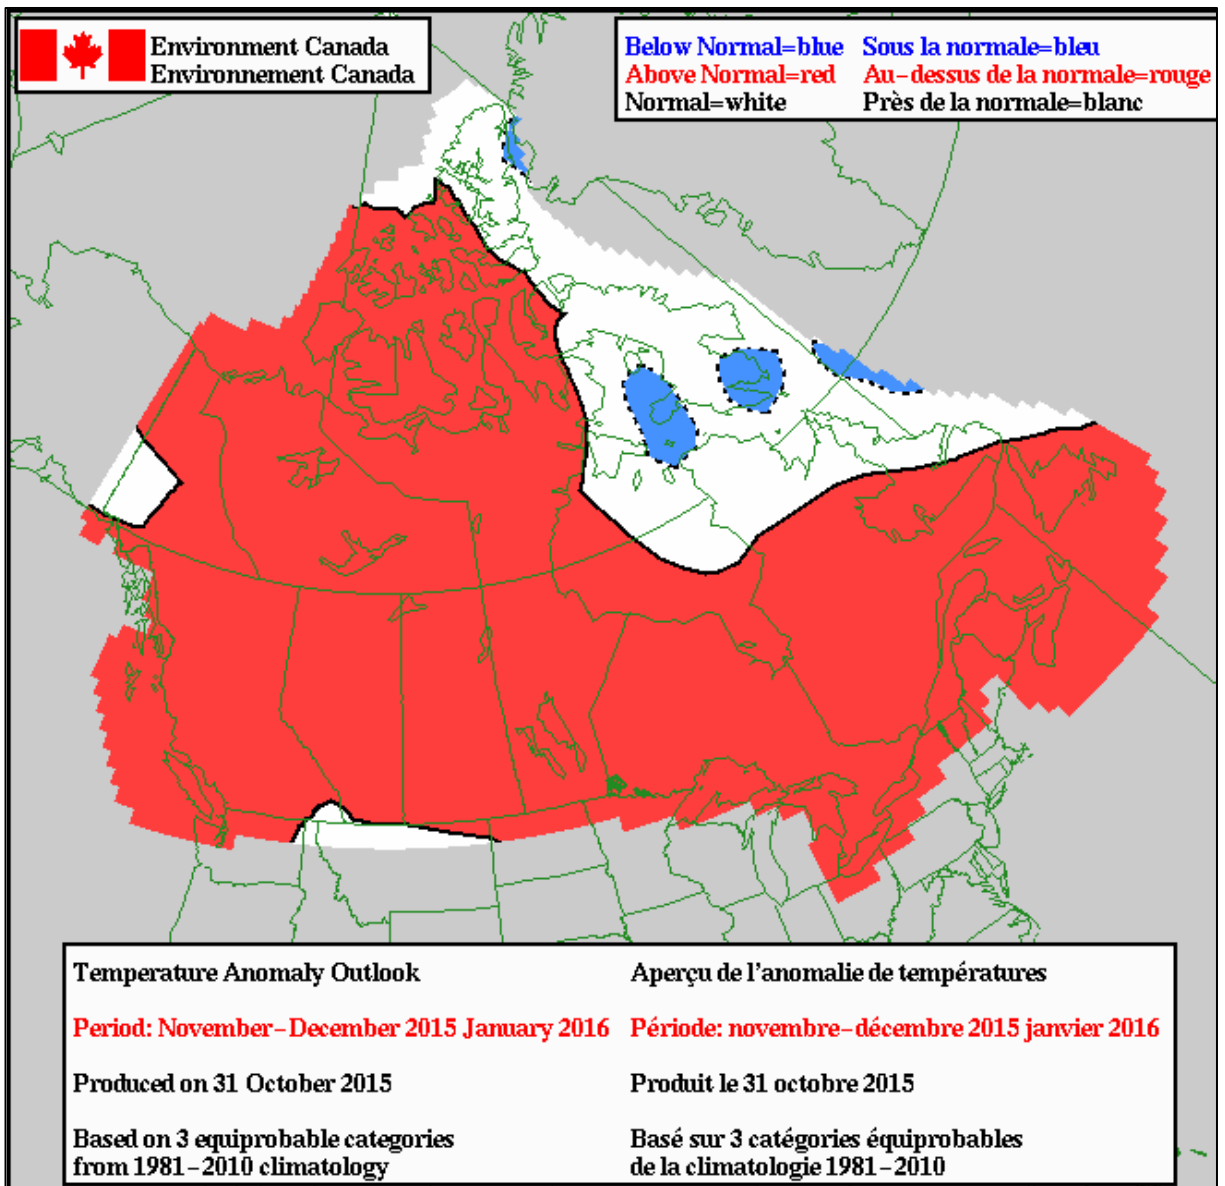 Environment Canada
Environnement Canada
Below Normal=blue Sous la normale=bleu
Above Normal=red Au-dessus de la normale=rouge
Normal=white Près de la normale=blanc
Temperature Anomaly Outlook
Period: November-December 2015 January 2016
Produced on 31 October 2015
Based on 3 equiprobable categories
from 1981-2010 climatology
Aperçu de l'anomalie de températures
Période: novembre-décembre 2015 janvier 2016
Produit le 31 octobre 2015
Basé sur 3 catégories équiprobables
de la climatologie 1981-2010